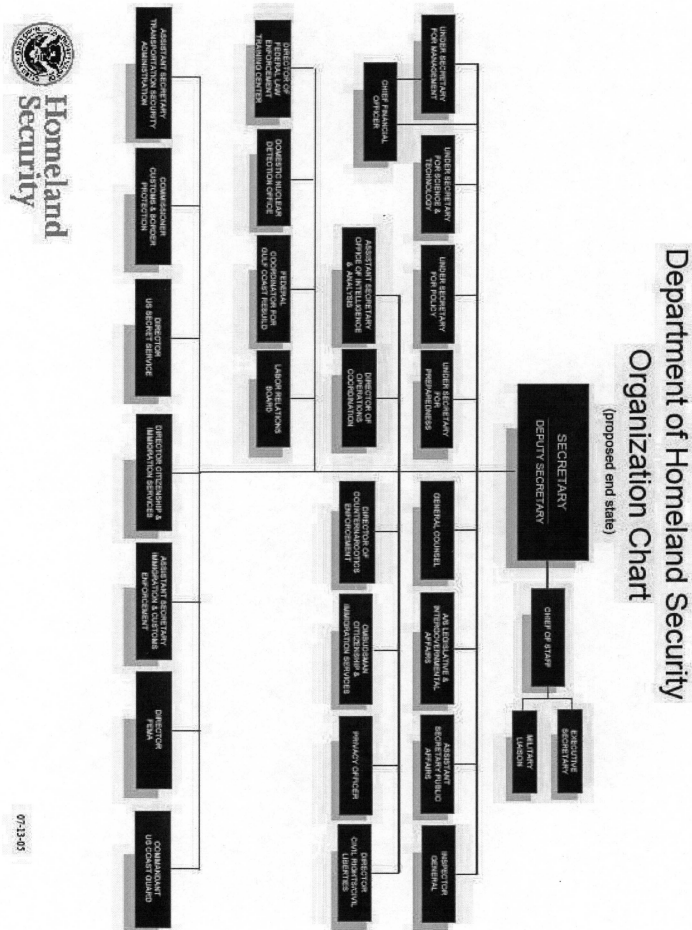 Department of Homeland Security
Organization Chart
(proposed end state)
SECRETARY
DEPUTY SECRETARY
CHIEF OF STAFF
EXECUTIVE
SECRETARY
MILITARY
LIAISON
UNDER SECRETARY
FOR MANAGEMENT
UNDER SECRETARY
FOR SCIENCE &
TECHNOLOGY
UNDER SECRETARY
FOR POLICY
UNDER SECRETARY
FOR
PREPAREDNESS
GENERAL COUNSEL
A/S LEGISLATIVE &
INTERGOVERNMENTAL
AFFAIRS
ASSISTANT
SECRETARY PUBLIC
AFFAIRS
INSPECTOR
GENERAL
CHIEF FINANCIAL
OFFICER
ASSISTANT SECRETARY
OFFICE OF INTELLIGENCE
& ANALYSIS
DIRECTOR OF
OPERATIONS
COORDINATION
DIRECTOR OF
COUNTERNARCOTICS
ENFORCEMENT
OMBUDSMAN
CITIZENSHIP &
IMMIGRATION SERVICES
PRIVACY OFFICER
DIRECTOR
CIVIL RIGHTS/CIVIL
LIBERTIES
DIRECTOR OF
FEDERAL LAW
ENFORCEMENT
TRAINING CENTER
DOMESTIC NUCLEAR
DETECTION OFFICE
FEDERAL
COORDINATOR FOR
GULF COAST REBUILD
LABOR RELATIONS
BOARD
ASSISTANT SECRETARY
TRANSPORTATION SECURITY
ADMINISTRATION
COMMISSIONER
CUSTOMS & BORDER
PROTECTION
DIRECTOR
US SECRET SERVICE
DIRECTOR CITIZENSHIP &
IMMIGRATION SERVICES
ASSISTANT SECRETARY
IMMIGRATION & CUSTOMS
ENFORCEMENT
DIRECTOR
FEMA
COMMANDANT
US COAST GUARD
Homeland
Security
07-13-05